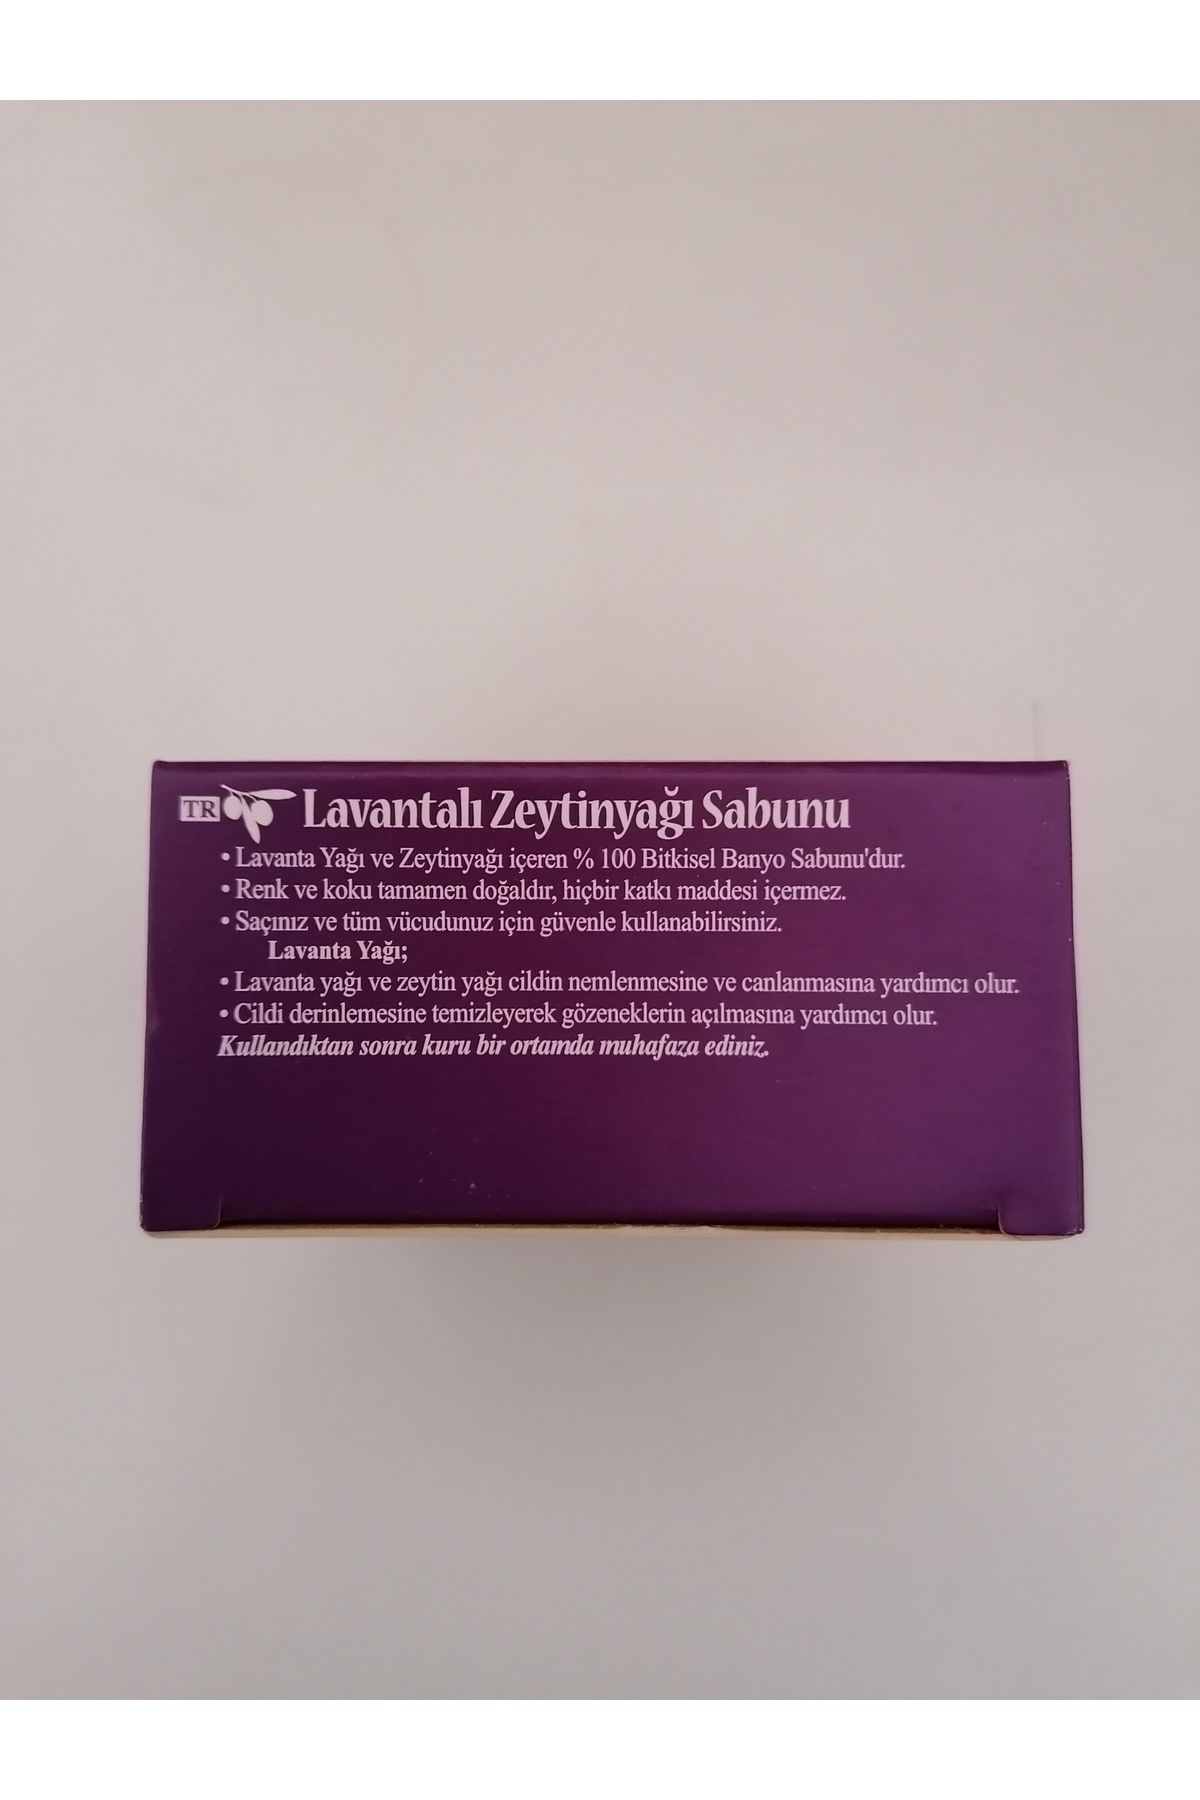 TR Lavantalı Zeytinyağı Sabunu
• Lavanta Yağı ve Zeytinyağı içeren % 100 Bitkisel Banyo Sabunu'dur.
• Renk ve koku tamamen doğaldır, hiçbir katkı maddesi içermez.
• Saçınız ve tüm vücudunuz için güvenle kullanabilirsiniz.
Lavanta Yağı;
• Lavanta yağı ve zeytin yağı cildin nemlenmesine ve canlanmasına yardımcı olur.
• Cildi derinlemesine temizleyerek gözeneklerin açılmasına yardımcı olur.
Kullandıktan sonra kuru bir ortamda muhafaza ediniz.